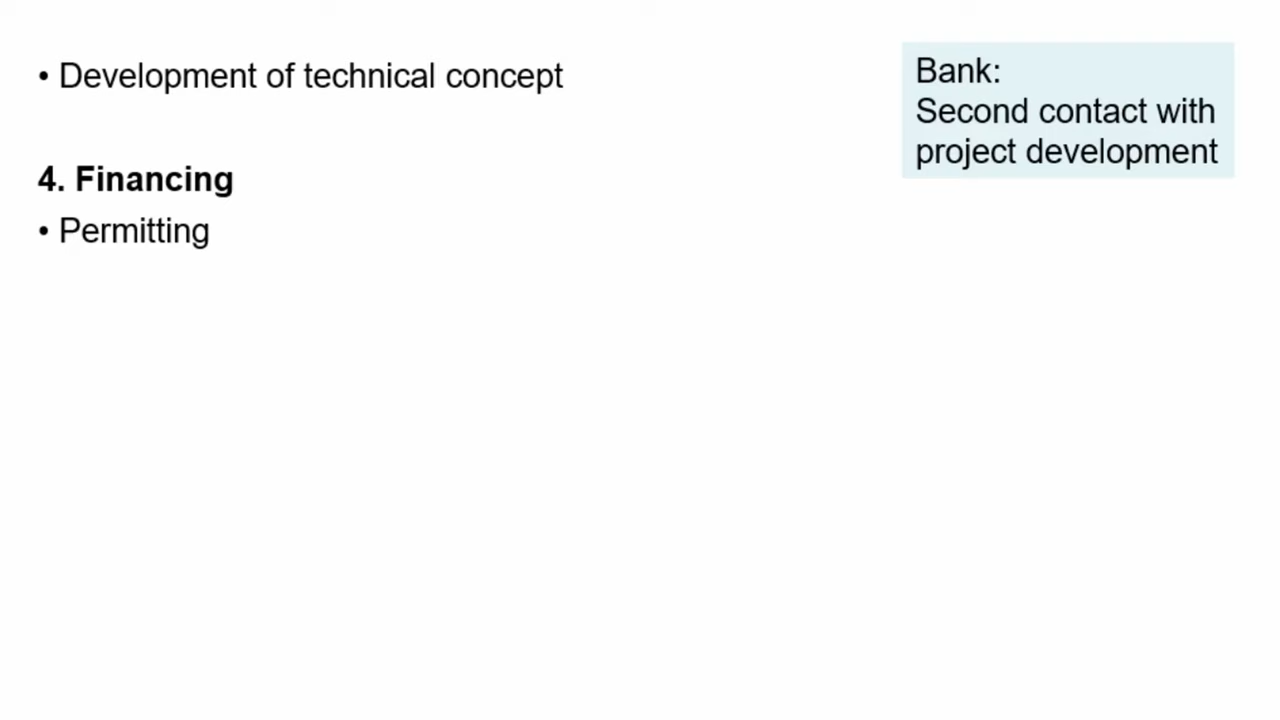 • Development of technical concept
Bank:
Second contact with
project development
4. Financing
• Permitting